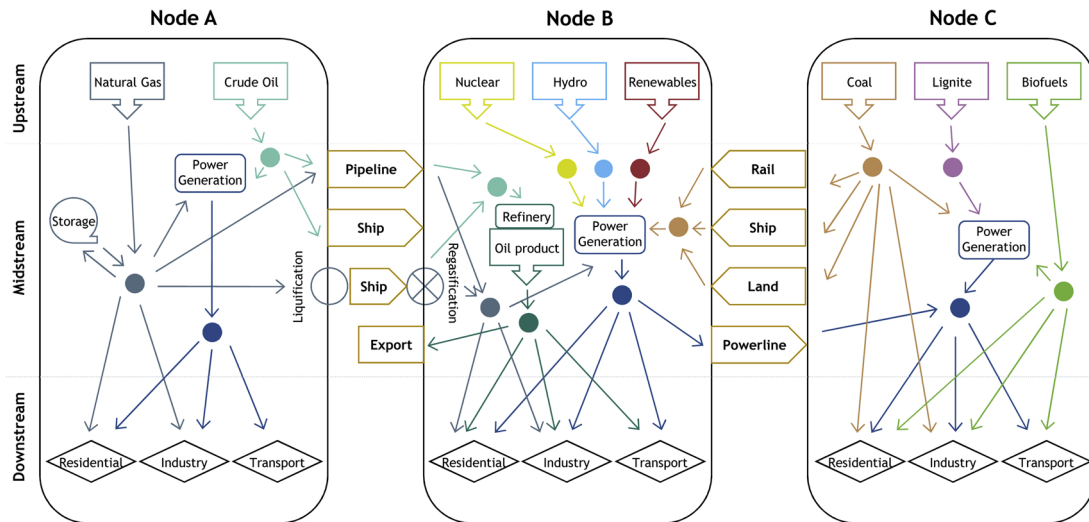 Node A
Node B
Node C
Upstream
Natural Gas
Crude Oil
Nuclear
Hydro
Renewables
Coal
Lignite
Biofuels
Midstream
Power
Generation
Storage
Pipeline
Ship
Liquification
Ship
Regasification
Export
Refinery
Oil product
Power
Generation
Rail
Ship
Land
Powerline
Power
Generation
Downstream
Residential
Industry
Transport
Residential
Industry
Transport
Residential
Industry
Transport